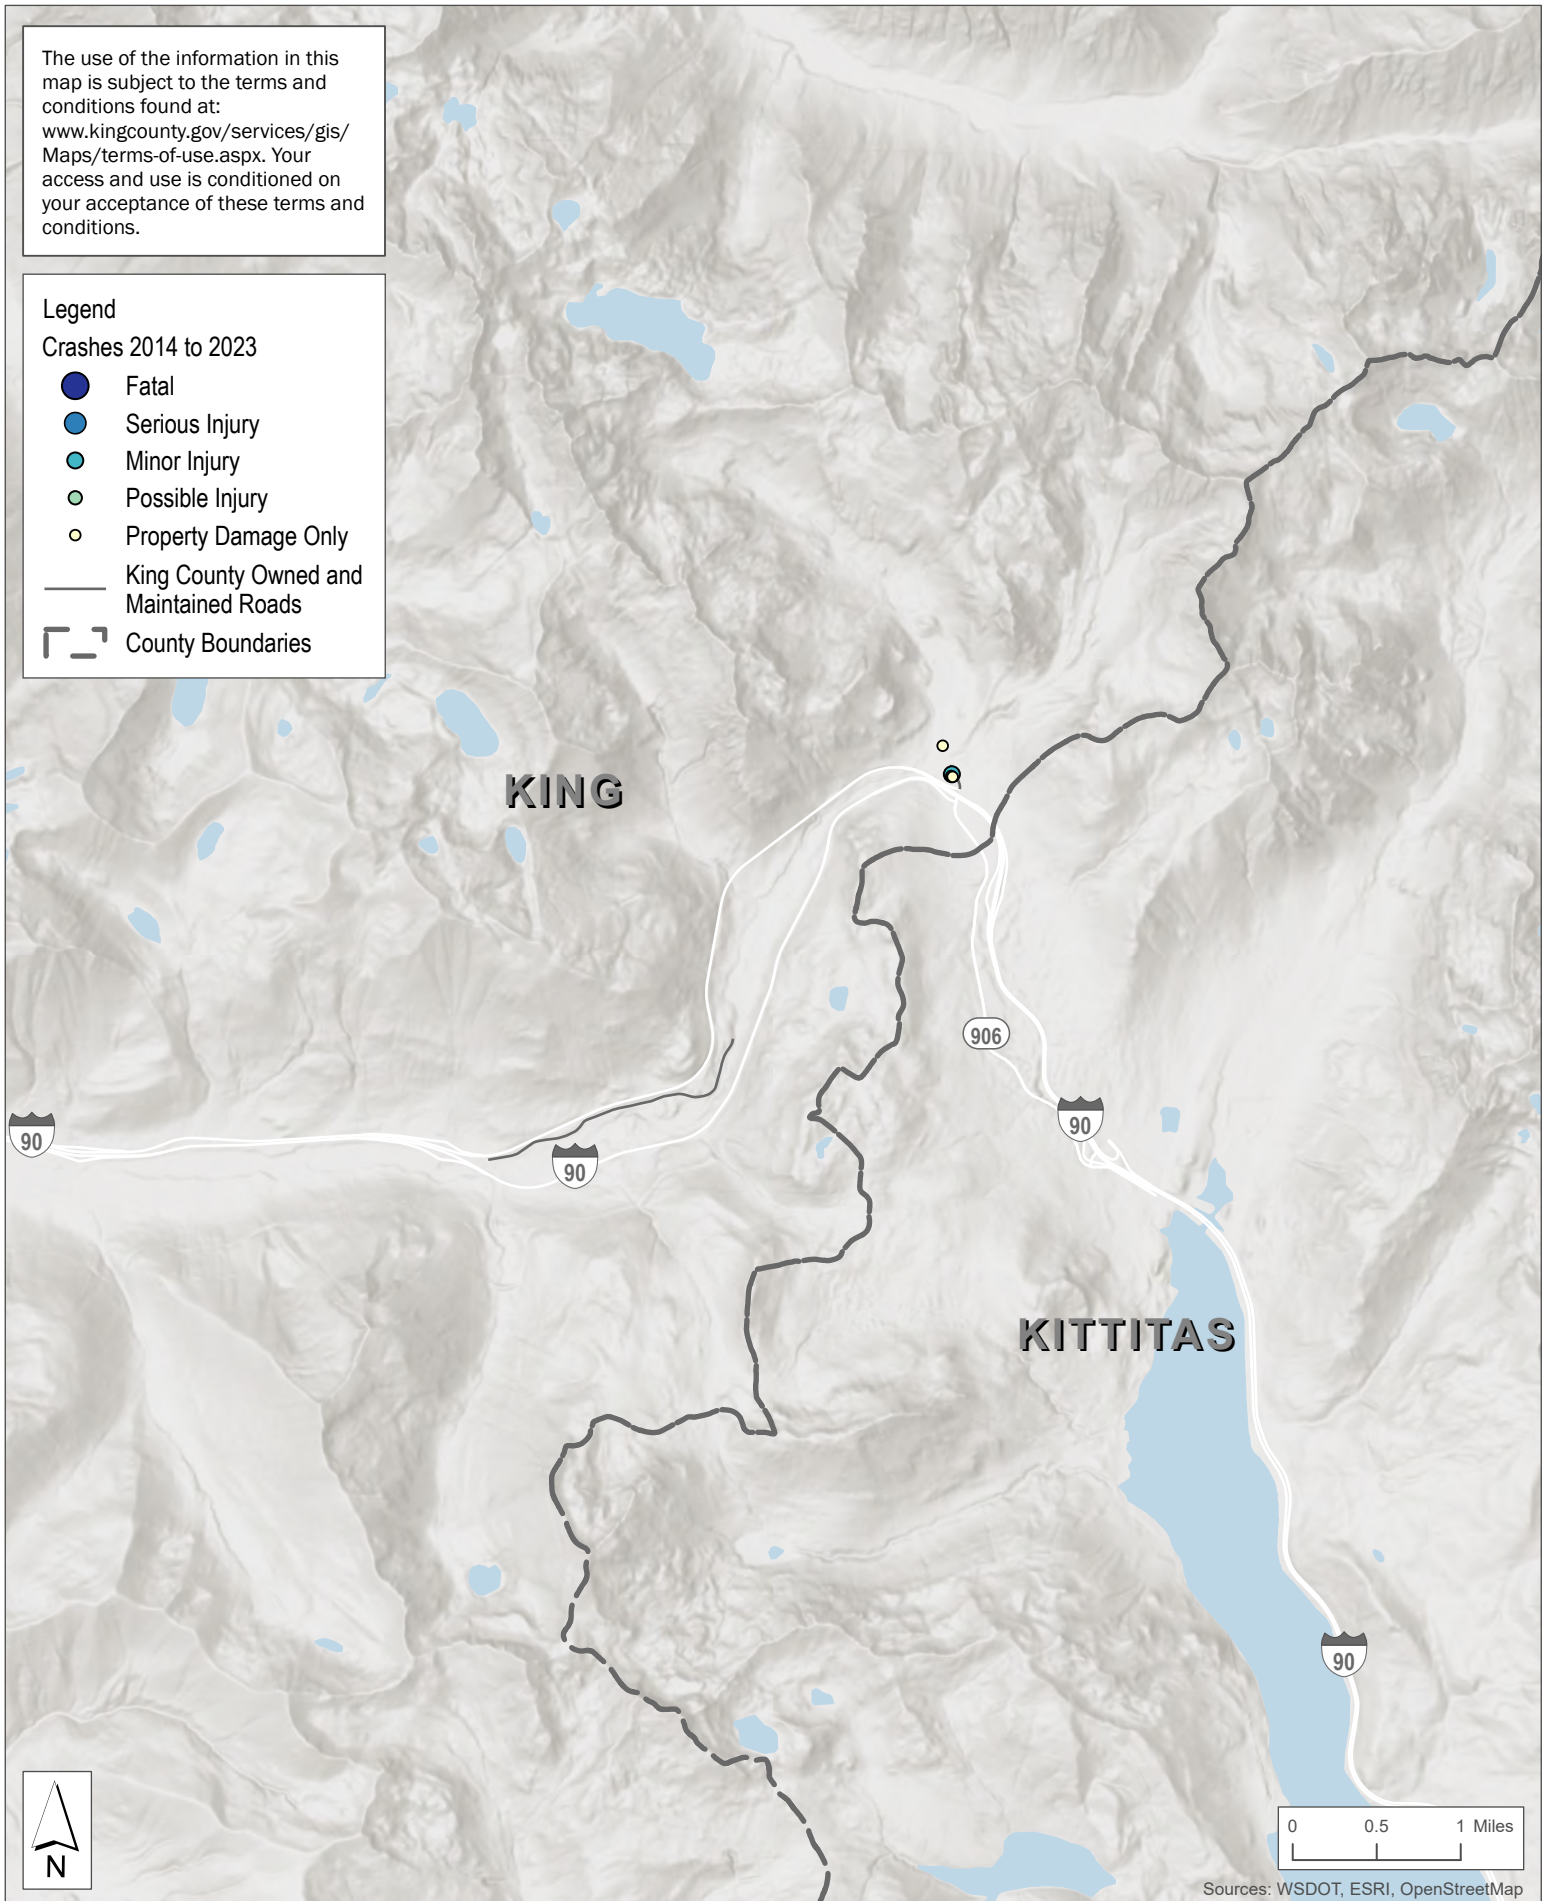 The use of the information in this
map is subject to the terms and
conditions found at:
www.kingcounty.gov/services/gis/
Maps/terms-of-use.aspx. Your
access and use is conditioned on
your acceptance of these terms and
conditions.
Legend
Crashes 2014 to 2023
Fatal
Serious Injury
Minor Injury
Possible Injury
Property Damage Only
King County Owned and
Maintained Roads
County Boundaries
KING
906
90
90
90
KITTITAS
90
N
0 0.5 1 Miles
Sources: WSDOT, ESRI, OpenStreetMap